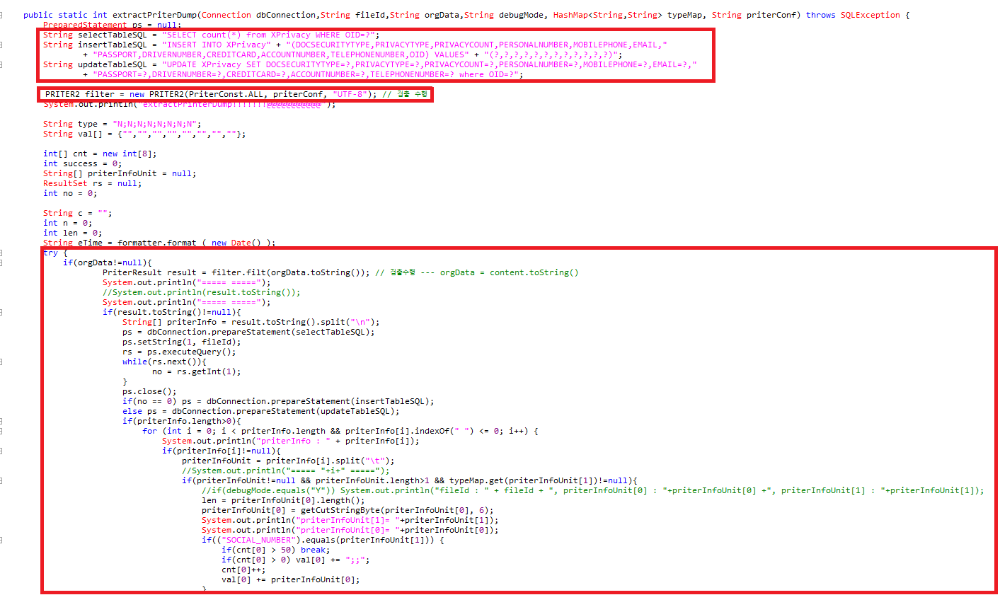 public static int extractPriterDump(Connection dbConnection,String fileId,String orgData,String debugMode, HashMap<String,String> typeMap, String priterConf) throws SQLException {
PreparedStatement ps = null;
String selectTableSQL = "SELECT count(*) from XPrivacy WHERE OID=?";
String insertTableSQL = "INSERT INTO XPrivacy" + "(DOCSECURITYTYPE,PRIVACYTYPE,PRIVACYCOUNT,PERSONALNUMBER,MOBILEPHONE,EMAIL,"
+ "PASSPORT,DRIVERNUMBER,CREDITCARD,ACCOUNTNUMBER,TELEPHONENUMBER,OID) VALUES" + "(?,?,?,?,?,?,?,?,?,?,?,?)";
String updateTableSQL = "UPDATE XPrivacy SET DOCSECURITYTYPE=?,PRIVACYTYPE=?,PRIVACYCOUNT=?,PERSONALNUMBER=?,MOBILEPHONE=?,EMAIL=?,"
+ "PASSPORT=?,DRIVERNUMBER=?,CREDITCARD=?,ACCOUNTNUMBER=?,TELEPHONENUMBER=? where OID=?";
PRITER2 filter = new PRITER2(PriterConst.ALL, priterConf, "UTF-8"); // 검출 수행
System.out.println("extractPrinterDump!!!!!!!@@@@@@@@@@@");
String type = "N;N;N;N;N;N;N;N";
String val[] = {"","","","","","","",""};
int[] cnt = new int[8];
int success = 0;
String[] priterInfoUnit = null;
ResultSet rs = null;
int no = 0;
String c = "";
int n = 0;
int len = 0;
String eTime = formatter.format ( new Date() );
try {
if(orgData!=null){
PriterResult result = filter.filt(orgData.toString()); // 검출수행 --- orgData = content.toString()
System.out.println("===== =====");
//System.out.println(result.toString());
System.out.println("===== =====");
if(result.toString()!=null){
String[] priterInfo = result.toString().split("\n");
ps = dbConnection.prepareStatement(selectTableSQL);
ps.setString(1, fileId);
rs = ps.executeQuery();
while(rs.next()){
no = rs.getInt(1);
}
ps.close();
if(no == 0) ps = dbConnection.prepareStatement(insertTableSQL);
else ps = dbConnection.prepareStatement(updateTableSQL);
if(priterInfo.length>0){
for (int i = 0; i < priterInfo.length && priterInfo[i].indexOf(" ") <= 0; i++) {
System.out.println("priterInfo : " + priterInfo[i]);
if(priterInfo[i]!=null){
priterInfoUnit = priterInfo[i].split("\t");
//System.out.println("===== "+i+" =====");
if(priterInfoUnit!=null && priterInfoUnit.length>1 && typeMap.get(priterInfoUnit[1])!=null){
//if(debugMode.equals("Y")) System.out.println("fileId : " + fileId + ", priterInfoUnit[0] : "+priterInfoUnit[0] +", priterInfoUnit[1] : "+priterInfoUnit[1]);
len = priterInfoUnit[0].length();
priterInfoUnit[0] = getCutStringByte(priterInfoUnit[0], 6);
System.out.println("priterInfoUnit[1]= "+priterInfoUnit[1]);
System.out.println("priterInfoUnit[0]= "+priterInfoUnit[0]);
if(("SOCIAL_NUMBER").equals(priterInfoUnit[1])) {
if(cnt[0] > 50) break;
if(cnt[0] > 0) val[0] += ";;";
cnt[0]++;
val[0] += priterInfoUnit[0];
}